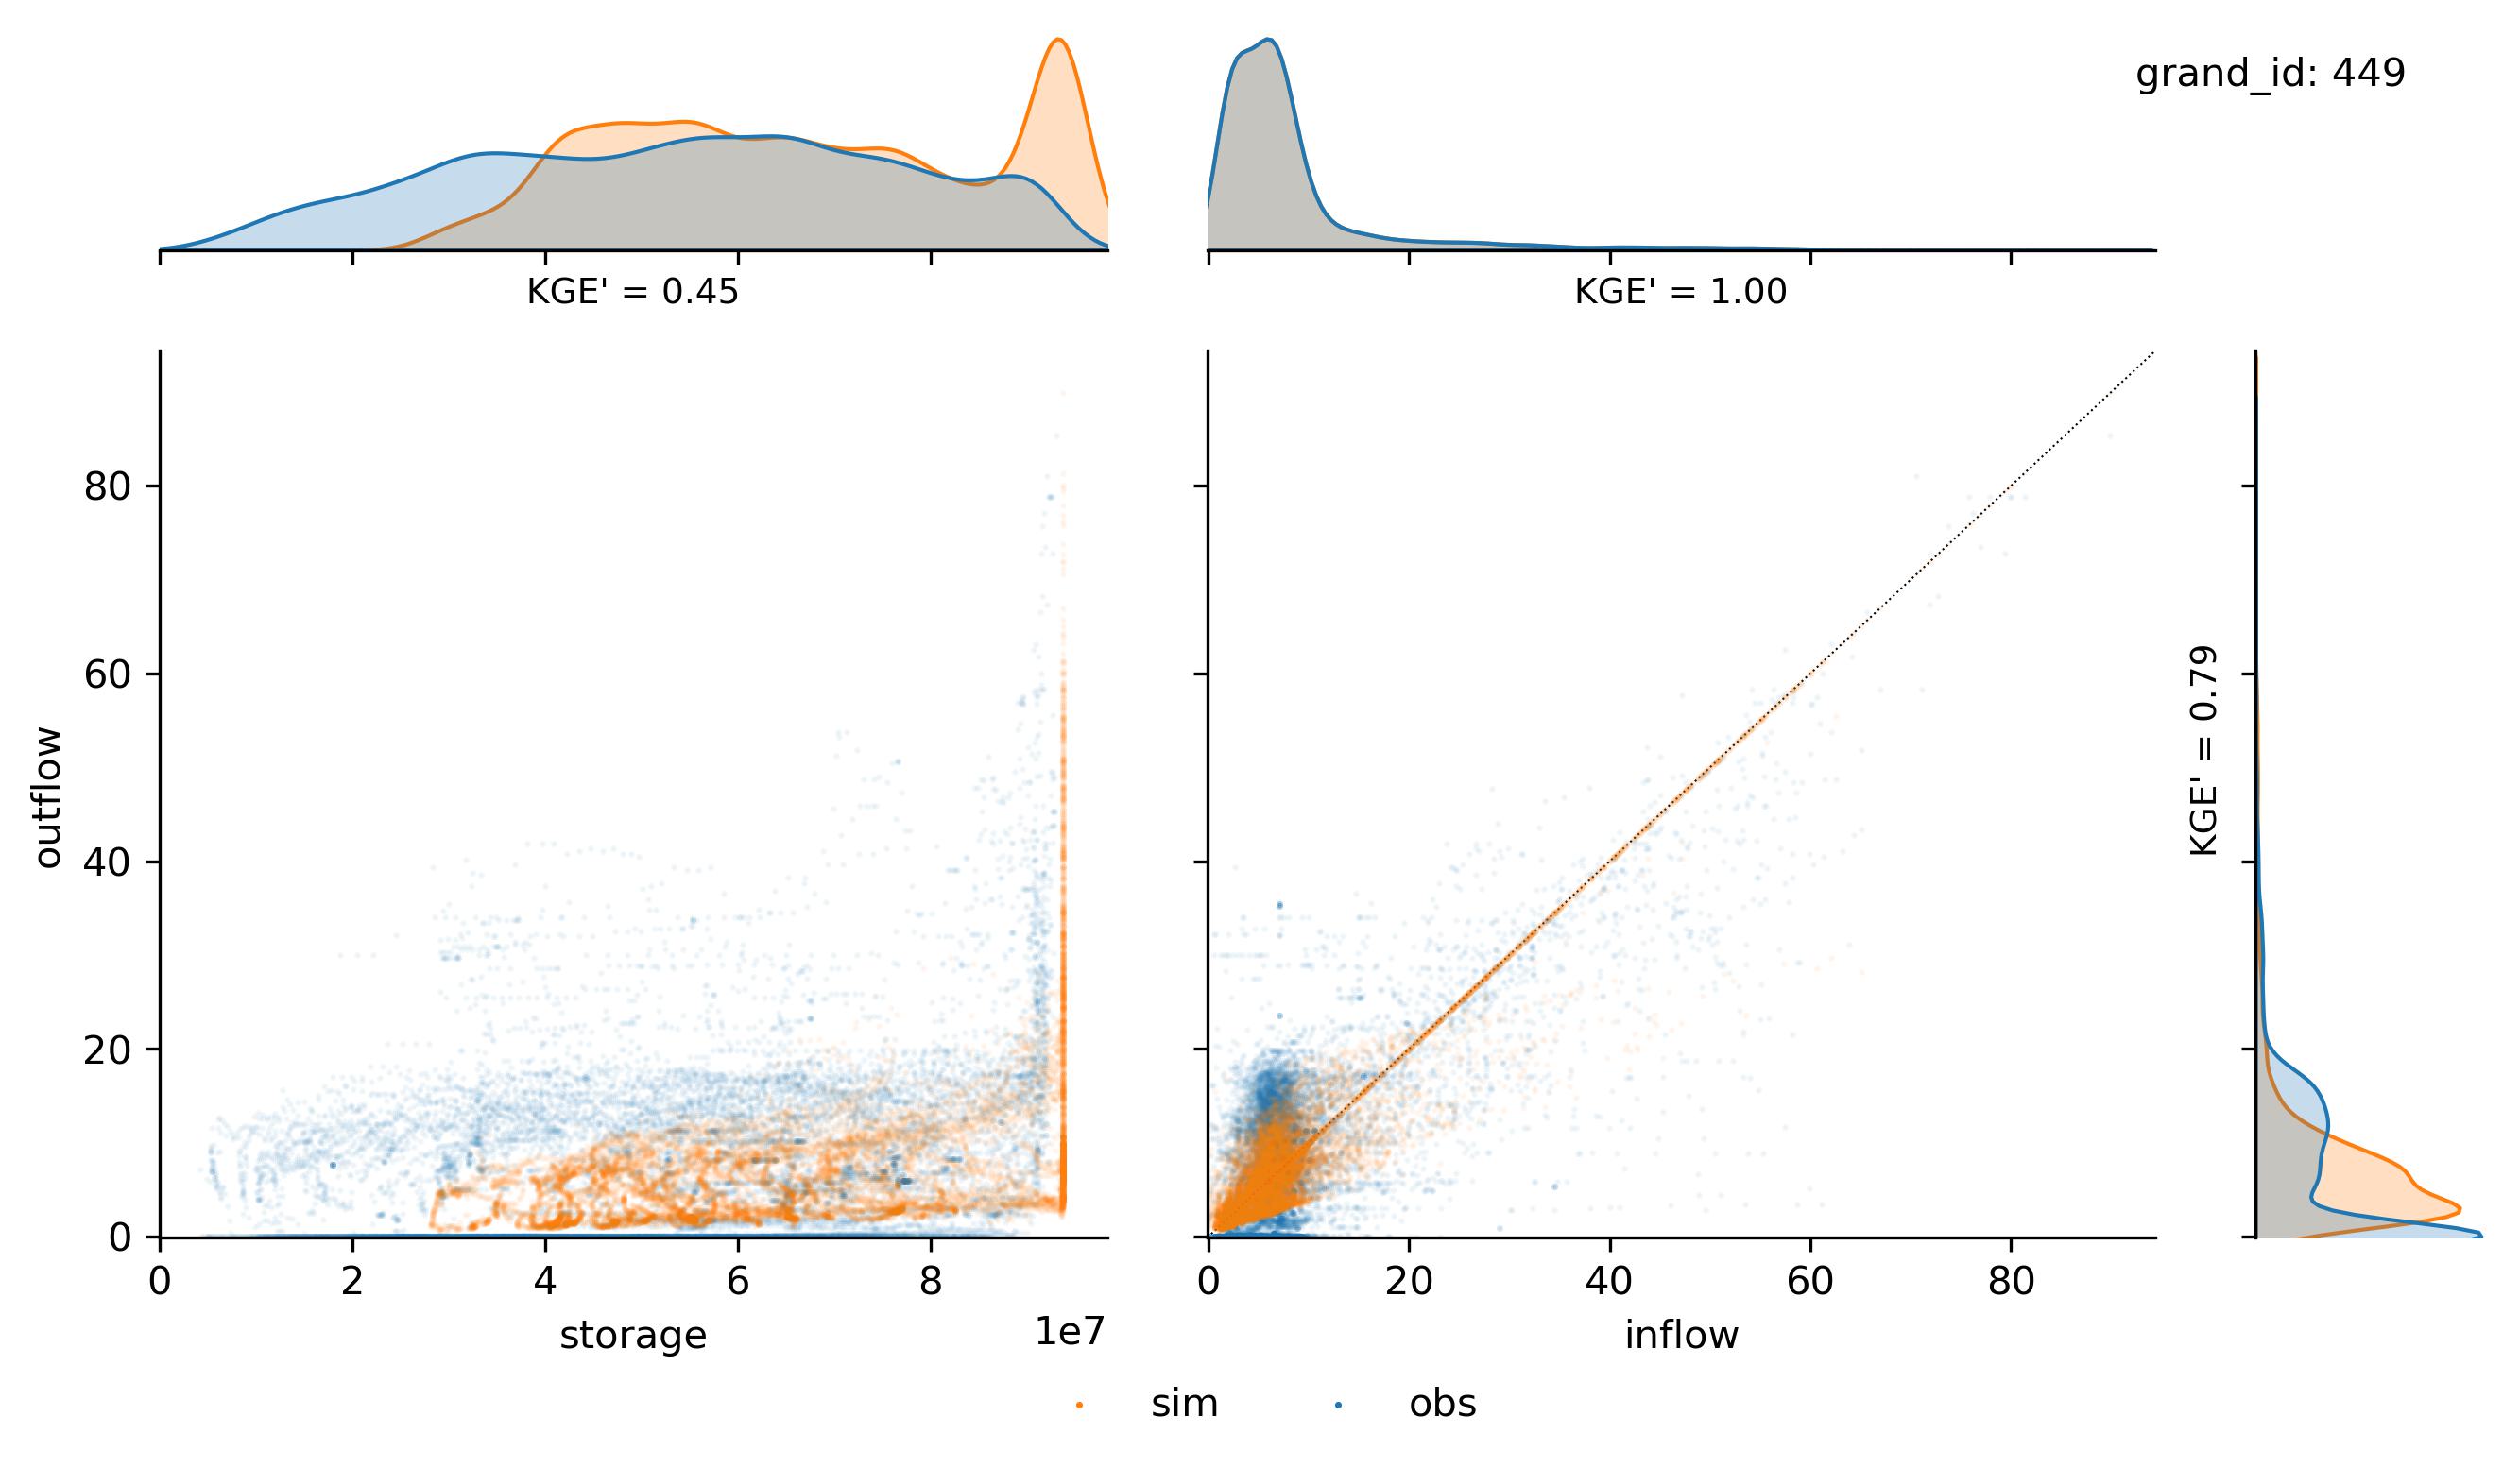 grand_id: 449
KGE' = 0.45
KGE' = 1.00
outflow
80
60
40
20
0
0 2 4 6 8
storage
1e7
KGE' = 0.79
0 20 40 60 80
inflow
sim obs